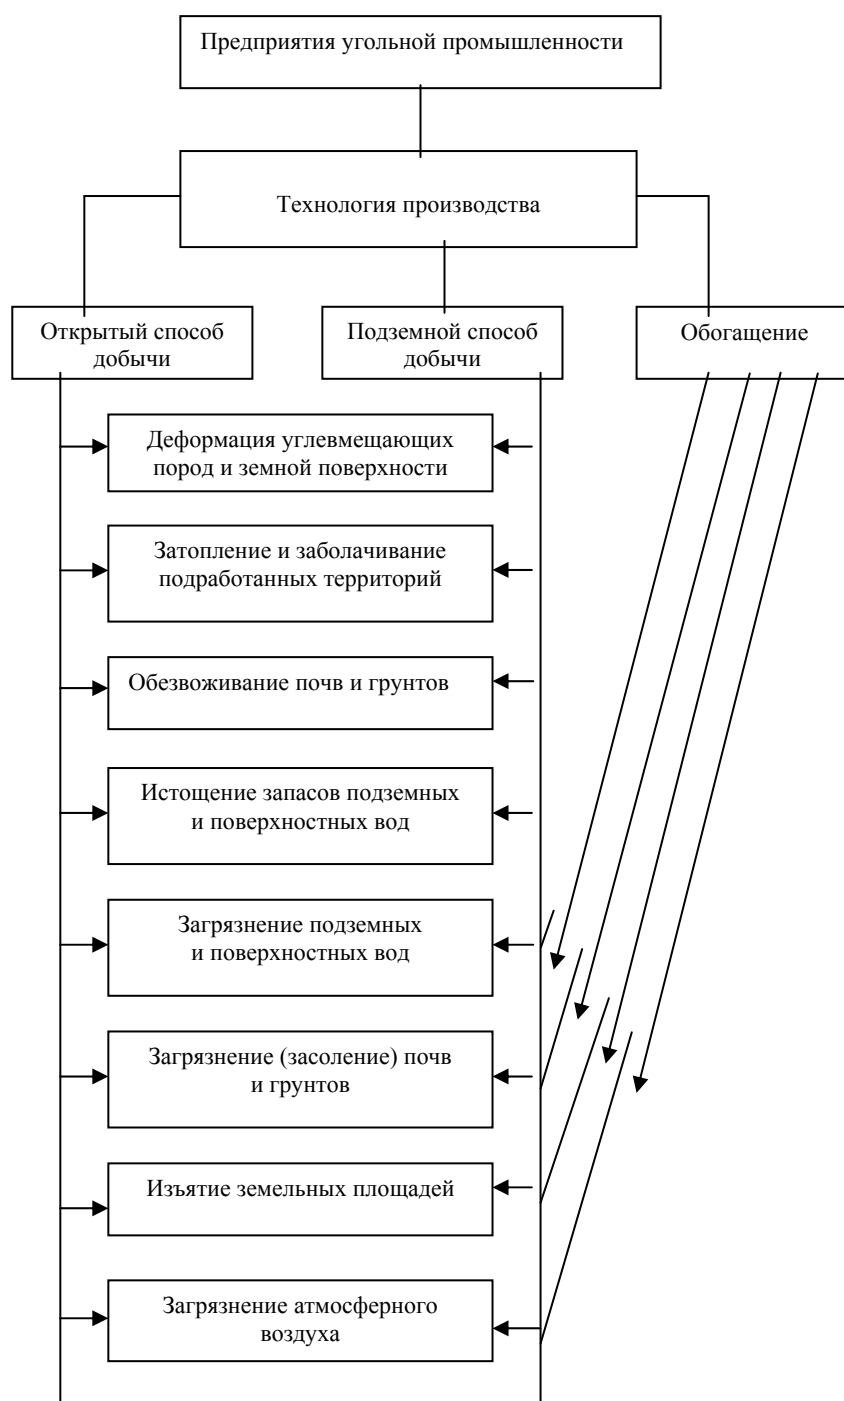 Предприятия угольной промышленности
Технология производства
Открытый способ
добычи
Подземной способ
добычи
Обогащение
Деформация углевмещающих
пород и земной поверхности
Затопление и заболачивание
подработанных территорий
Обезвоживание почв и грунтов
Истощение запасов подземных
и поверхностных вод
Загрязнение подземных
и поверхностных вод
Загрязнение (засоление) почв
и грунтов
Изъятие земельных площадей
Загрязнение атмосферного
воздуха